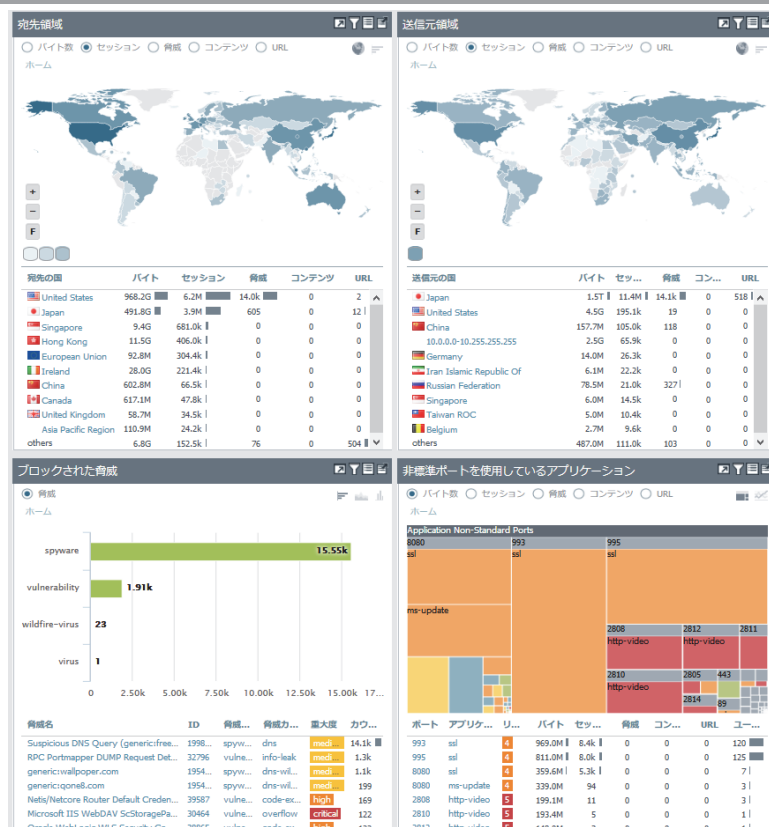 宛先領域
バイト数 セッション 脅威 コンテンツ URL
ホーム
+
−
F
宛先の国 バイト セッション 脅威 コンテンツ URL
United States 968.2G 6.2M 14.0k 0 2
Japan 491.8G 3.9M 605 0 12
Singapore 9.4G 681.0k 0 0 0
Hong Kong 11.5G 406.0k 0 0 0
European Union 92.8M 304.4k 0 0 0
Ireland 28.0G 221.4k 0 0 0
China 602.8M 66.5k 0 0 0
Canada 617.1M 47.8k 0 0 0
United Kingdom 58.7M 34.5k 0 0 0
Asia Pacific Region 110.9M 24.2k 0 0 0
others 6.8G 152.5k 76 0 504
送信元領域
バイト数 セッション 脅威 コンテンツ URL
ホーム
+
−
F
送信元の国 バイト セッ... 脅威 コン... URL
Japan 1.5T 11.4M 14.1k 0 518
United States 4.5G 195.1k 19 0 0
China 157.7M 105.0k 118 0 0
10.0.0.0-10.255.255.255 2.5G 65.9k 0 0 0
Germany 14.0M 26.3k 0 0 0
Iran Islamic Republic Of 6.1M 22.2k 0 0 0
Russian Federation 78.5M 21.0k 327 0 0
Singapore 6.0M 14.5k 0 0 0
Taiwan ROC 5.0M 10.4k 0 0 0
Belgium 2.7M 9.6k 0 0 0
others 487.0M 111.0k 103 0 0
ブロックされた脅威
脅威
ホーム
spyware 15.55k
vulnerability 1.91k
wildfire-virus 23
virus 1
0 2.50k 5.00k 7.50k 10.00k 12.50k 15.00k 17...
脅威名 ID 脅威... 脅威カ... 重大度 カウ...
Suspicious DNS Query (generic:free... 1998... spyw... dns medi... 14.1k
RPC Portmapper DUMP Request Det... 32796 vulne... info-leak medi... 1.3k
generic:wallpoper.com 1954... spyw... dns-wil... medi... 1.1k
generic:qone8.com 1954... spyw... dns-wil... medi... 199
Netis/Netcore Router Default Creden... 39587 vulne... code-ex... high 169
Microsoft IIS WebDAV ScStoragePa... 30464 vulne... overflow critical 122
非標準ポートを使用しているアプリケーション
バイト数 セッション 脅威 コンテンツ URL
ホーム
Application Non-Standard Ports
8080 993 995
ssl ssl ssl
ms-update
2808 2812 2811
http-video http-video
2810 2805 443
http-video
2814 89
ポート アプリケ... リ... バイト セッ... 脅威 コン... URL ユー...
993 ssl 4 969.0M 8.4k 0 0 0 120
995 ssl 4 811.0M 8.0k 0 0 0 125
8080 ssl 4 359.6M 5.3k 0 0 0 7
8080 ms-update 4 339.0M 94 0 0 0 3
2808 http-video 5 199.1M 11 0 0 0 3
2810 http-video 5 193.4M 5 0 0 0 1